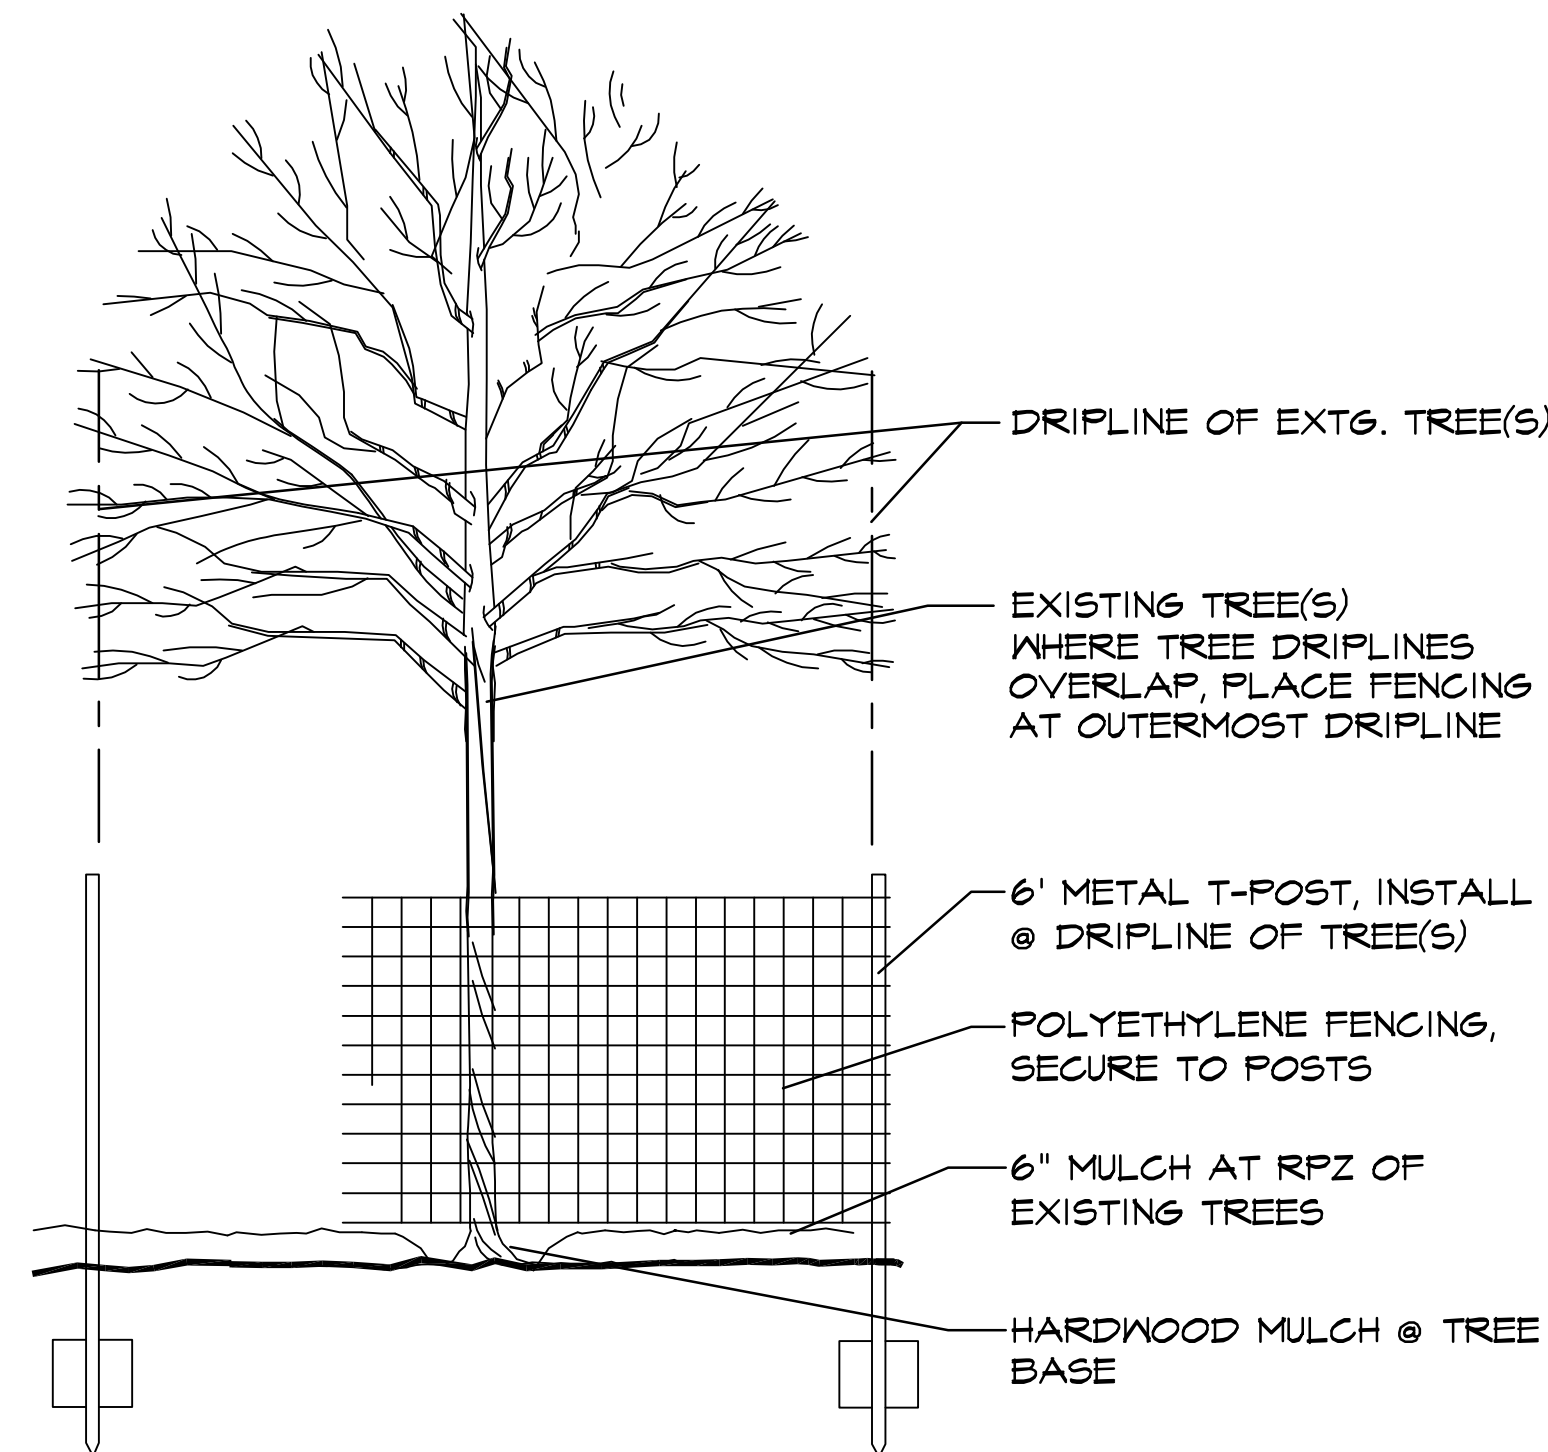 DRIPLINE OF EXTG. TREE(S)
EXISTING TREE(S)
WHERE TREE DRIPLINES
OVERLAP, PLACE FENCING
AT OUTERMOST DRIPLINE
6' METAL T-POST, INSTALL
@ DRIPLINE OF TREE(S)
POLYETHYLENE FENCING,
SECURE TO POSTS
6" MULCH AT RPZ OF
EXISTING TREES
HARDWOOD MULCH @ TREE
BASE